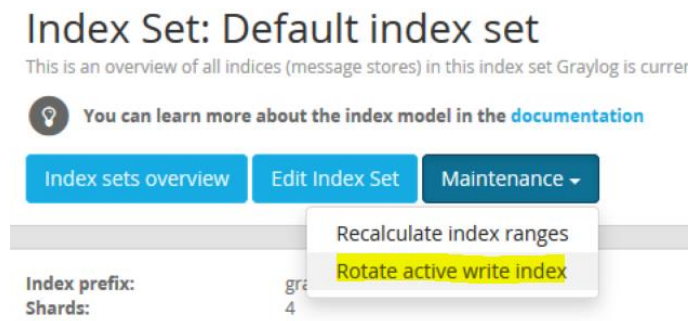 Index Set: Default index set
This is an overview of all indices (message stores) in this index set Graylog is
You can learn more about the index model in the documentation
Index sets overview Edit Index Set Maintenance
Recalculate index ranges
Rotate active write index
Index prefix:
Shards: 4